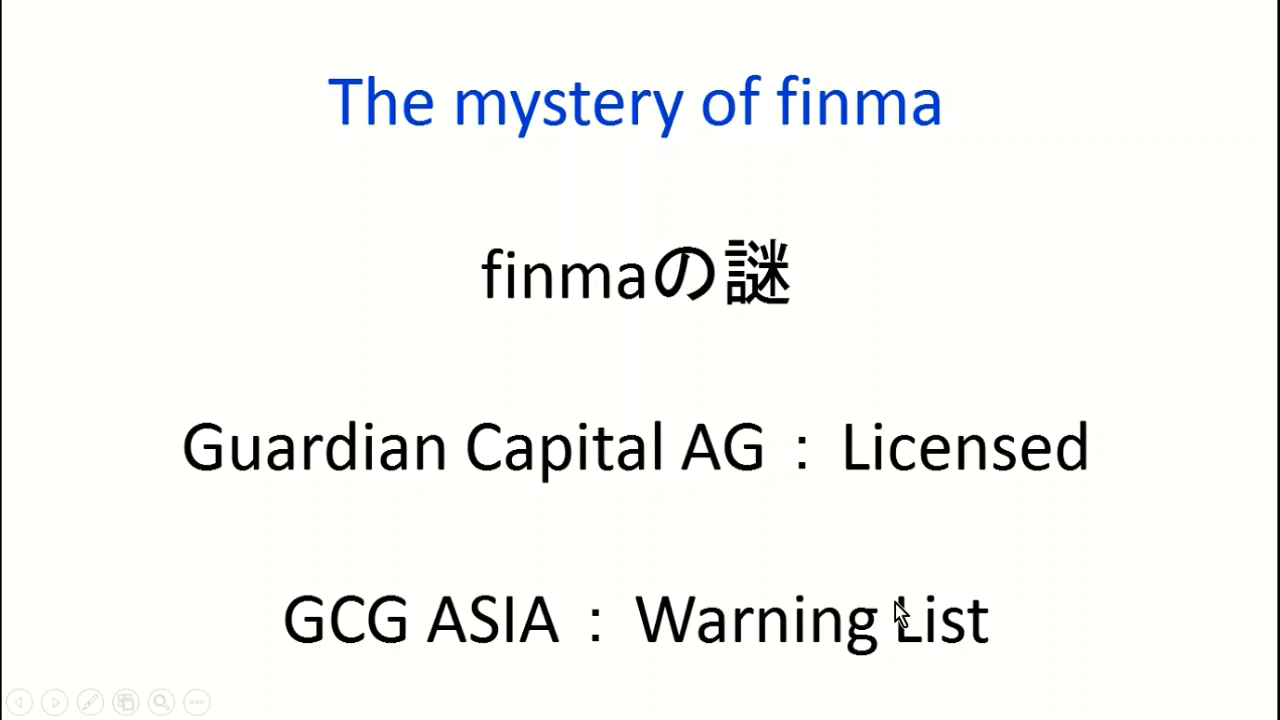 The mystery of finma
finmaの謎
Guardian Capital AG : Licensed
GCG ASIA : Warning List